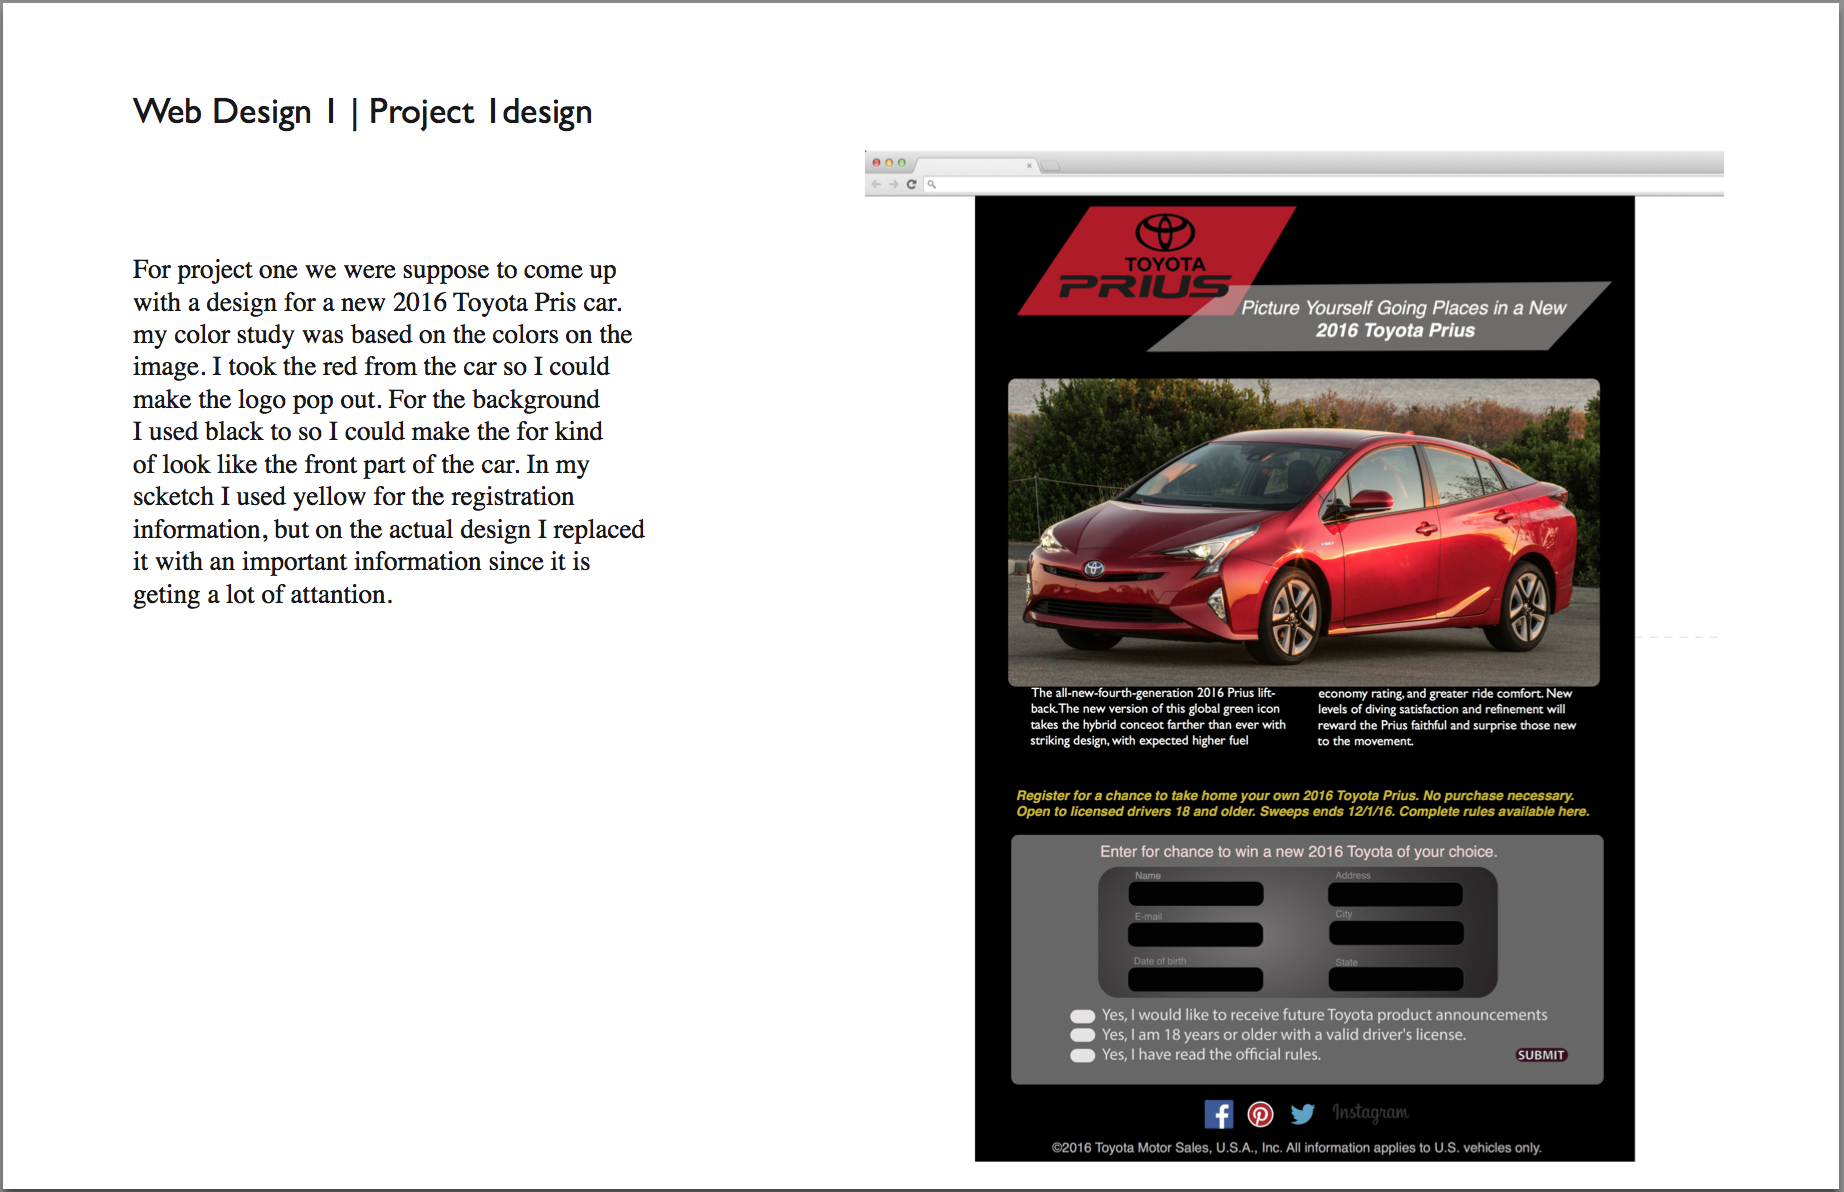 Web Design 1 | Project 1design
For project one we were suppose to come up
with a design for a new 2016 Toyota Pris car.
my color study was based on the colors on the
image. I took the red from the car so I could
make the logo pop out. For the background
I used black to so I could make the for kind
of look like the front part of the car. In my
scketch I used yellow for the registration
information, but on the actual design I replaced
it with an important information since it is
geting a lot of attantion.
TOYOTA
PRIUS
Picture Yourself Going Places in a New
2016 Toyota Prius
The all-new-fourth-generation 2016 Prius lift-
back.The new version of this global green icon
takes the hybrid conceot farther than ever with
striking design, with expected higher fuel
economy rating, and greater ride comfort. New
levels of diving satisfaction and refinement will
reward the Prius faithful and surprise those new
to the movement.
Register for a chance to take home your own 2016 Toyota Prius. No purchase necessary.
Open to licensed drivers 18 and older. Sweeps ends 12/1/16. Complete rules available here.
Enter for chance to win a new 2016 Toyota of your choice.
Name
Address
E-mail
City
Date of birth
State
Yes, I would like to receive future Toyota product announcements
Yes, I am 18 years or older with a valid driver's license.
Yes, I have read the official rules.
SUBMIT
Instagram
©2016 Toyota Motor Sales, U.S.A., Inc. All information applies to U.S. vehicles only.